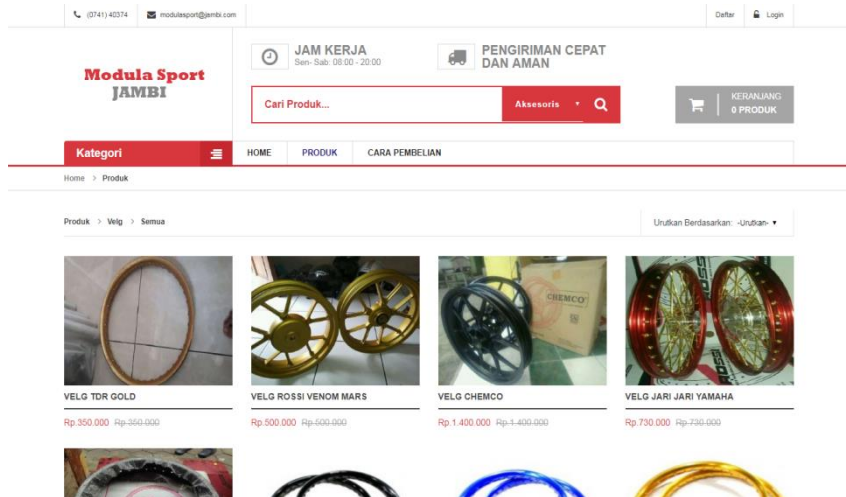 (0741) 40374
modulasport@jambi.com
Daftar
Login
Modula Sport
JAMBI
JAM KERJA
Sen- Sab: 08:00 - 20:00
PENGIRIMAN CEPAT
DAN AMAN
Cari Produk...
Aksesoris
KERANJANG
0 PRODUK
Kategori
HOME
PRODUK
CARA PEMBELIAN
Home > Produk
Produk > Velg > Semua
Urutkan Berdasarkan: -Urutkan-
CHEMCO
VELG TDR GOLD
VELG ROSSI VENOM MARS
VELG CHEMCO
VELG JARI JARI YAMAHA
Rp.350.000 Rp.350.000
Rp.500.000 Rp.500.000
Rp.1.400.000 Rp.1.400.000
Rp.730.000 Rp.730.000